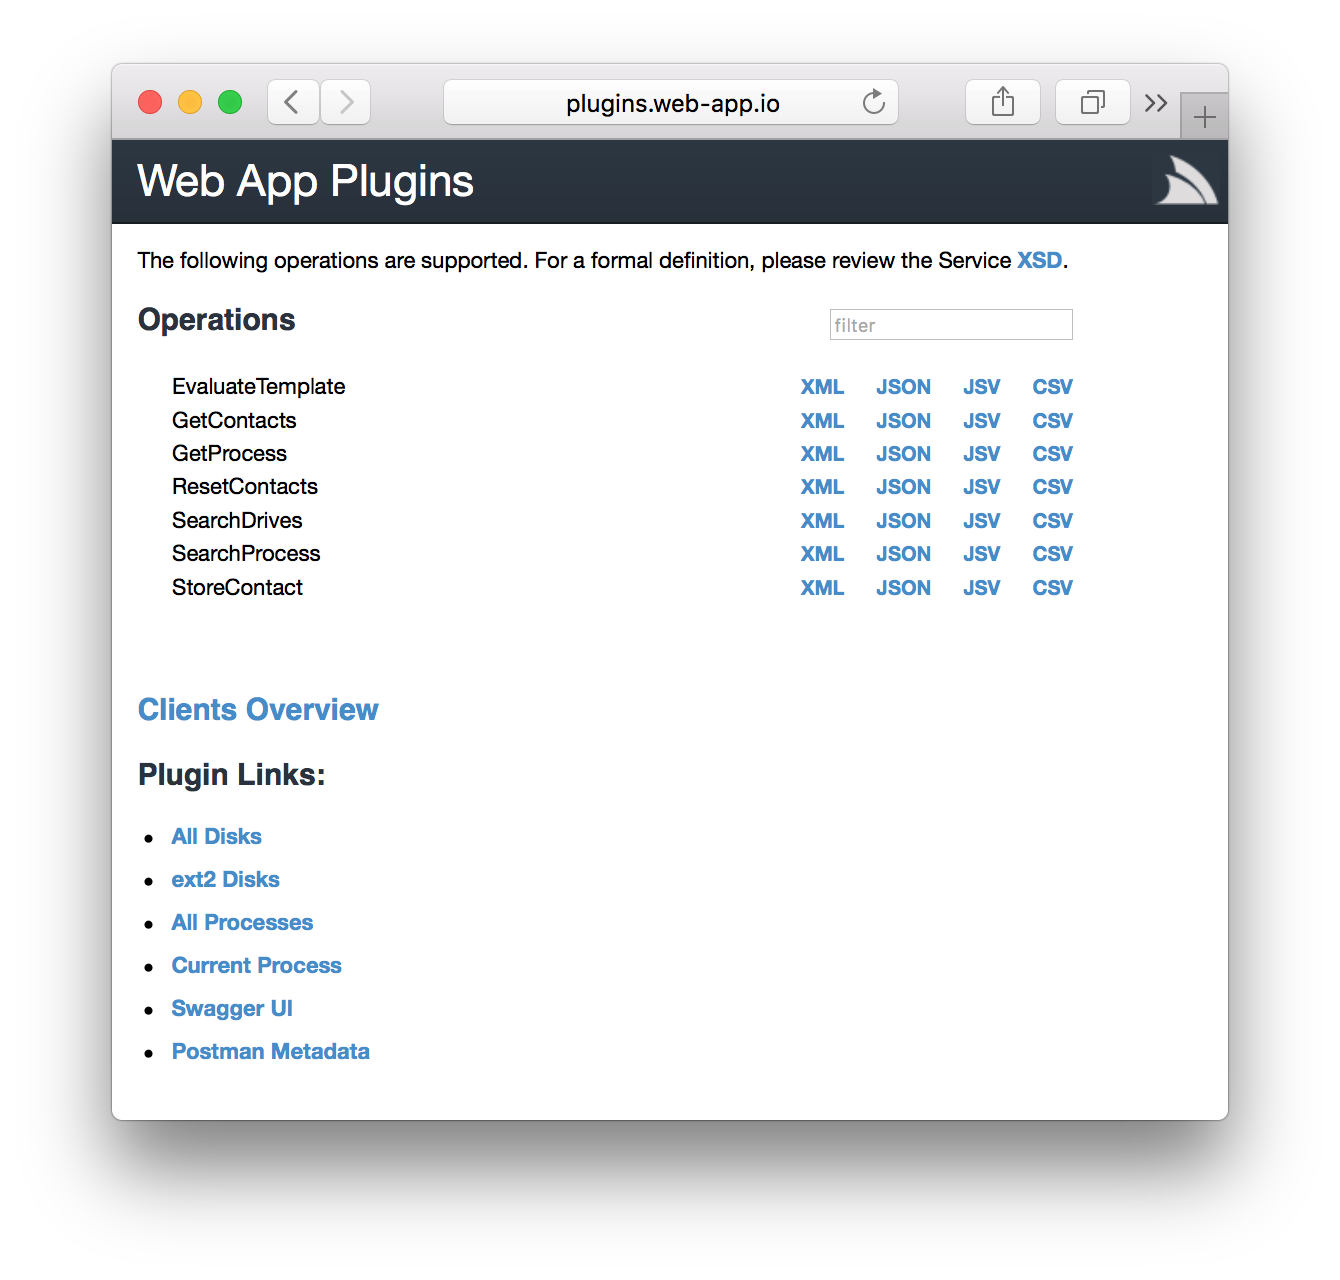 plugins.web-app.io
Web App Plugins
The following operations are supported. For a formal definition, please review the Service XSD.
Operations
filter
EvaluateTemplate XML JSON JSV CSV
GetContacts XML JSON JSV CSV
GetProcess XML JSON JSV CSV
ResetContacts XML JSON JSV CSV
SearchDrives XML JSON JSV CSV
SearchProcess XML JSON JSV CSV
StoreContact XML JSON JSV CSV
Clients Overview
Plugin Links:
All Disks
ext2 Disks
All Processes
Current Process
Swagger UI
Postman Metadata